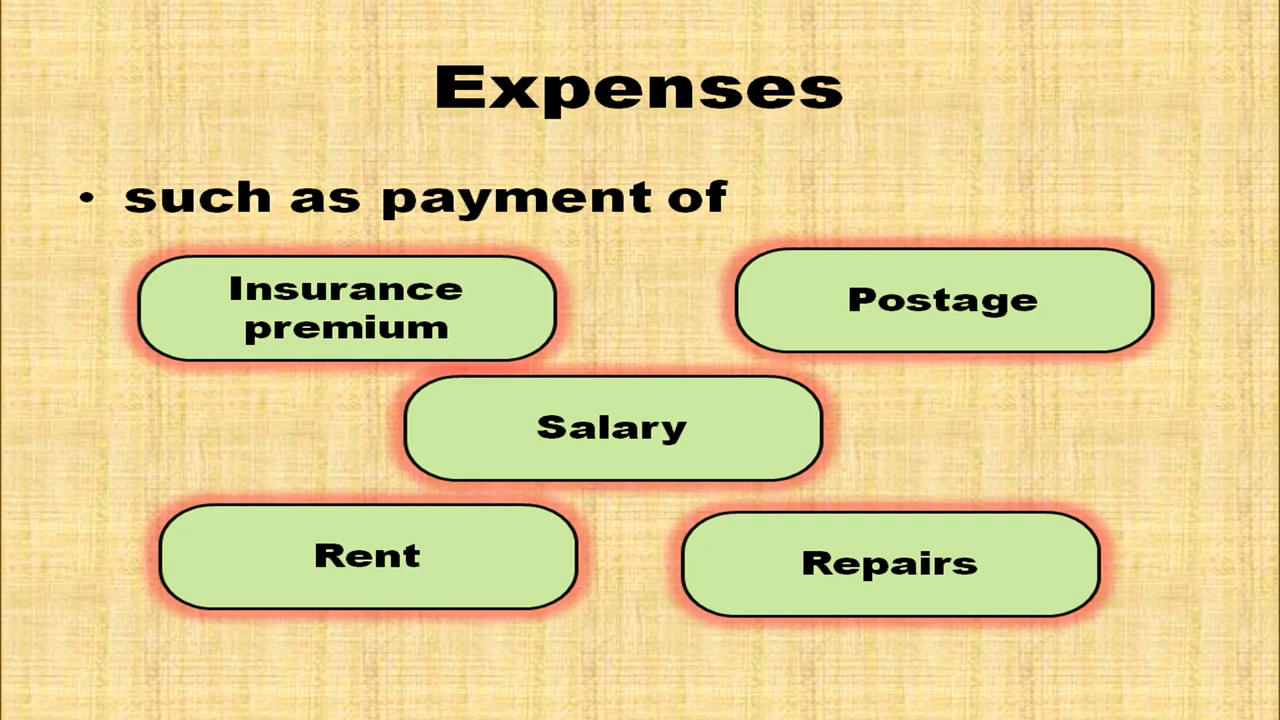 Expenses
• such as payment of
Insurance
premium
Postage
Salary
Rent
Repairs